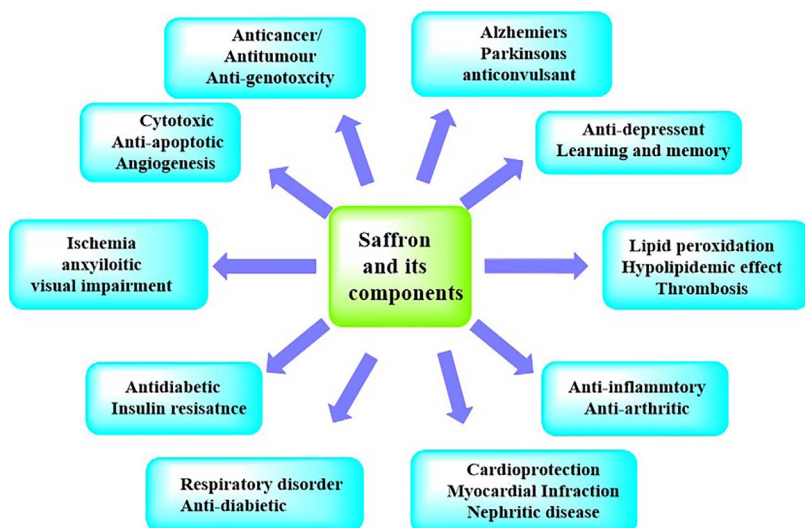 Anticancer/
Antitumour
Anti-genotoxcity
Alzhemiers
Parkinsons
anticonvulsant
Cytotoxic
Anti-apoptotic
Angiogenesis
Anti-depressent
Learning and memory
Ischemia
anxyiloitic
visual impairment
Saffron
and its
components
Lipid peroxidation
Hypolipidemic effect
Thrombosis
Antidiabetic
Insulin resisatnce
Anti-inflammtory
Anti-arthritic
Respiratory disorder
Anti-diabietic
Cardioprotection
Myocardial Infraction
Nephritic disease